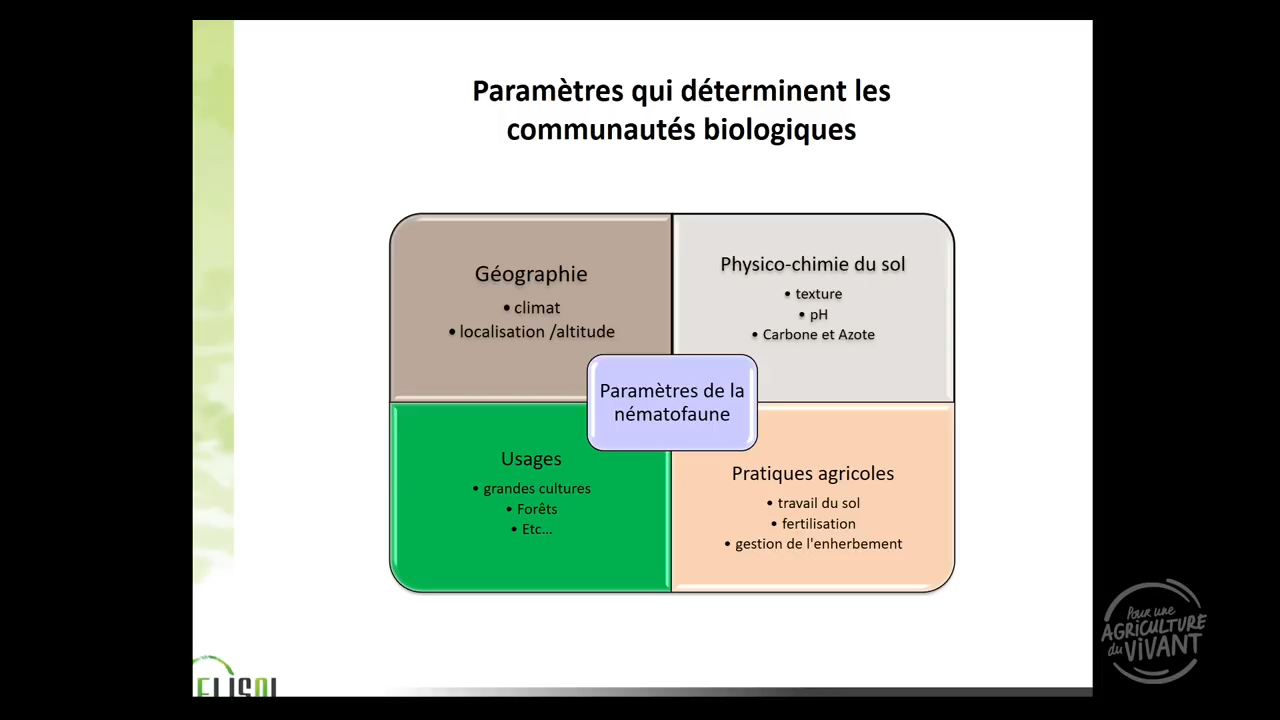 Paramètres qui déterminent les
communautés biologiques
Géographie
• climat
• localisation /altitude
Physico-chimie du sol
• texture
• pH
• Carbone et Azote
Paramètres de la
nématofaune
Usages
• grandes cultures
• Forêts
• Etc...
Pratiques agricoles
• travail du sol
• fertilisation
• gestion de l'enherbement
Pour une
AGRICULTURE
du VIVANT
ELISOL